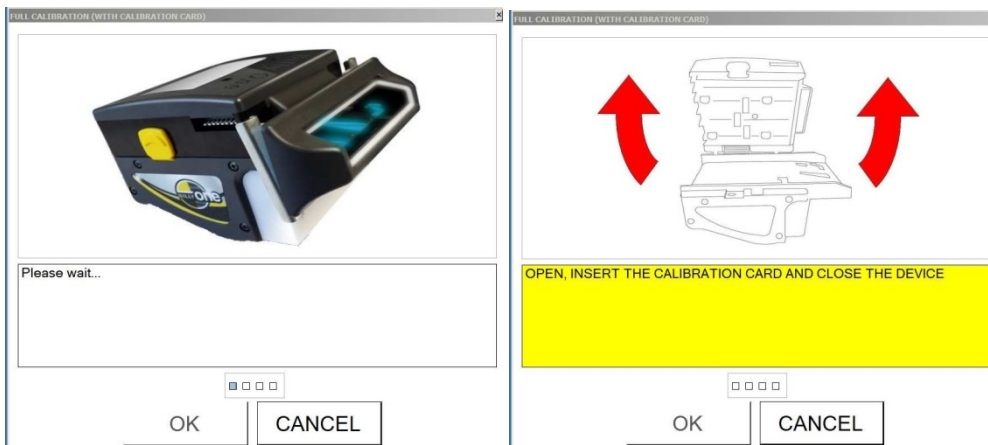 FULL CALIBRATION (WITH CALIBRATION CARD)
one
Please wait...
OK
CANCEL
FULL CALIBRATION (WITH CALIBRATION CARD)
OPEN, INSERT THE CALIBRATION CARD AND CLOSE THE DEVICE
OK
CANCEL